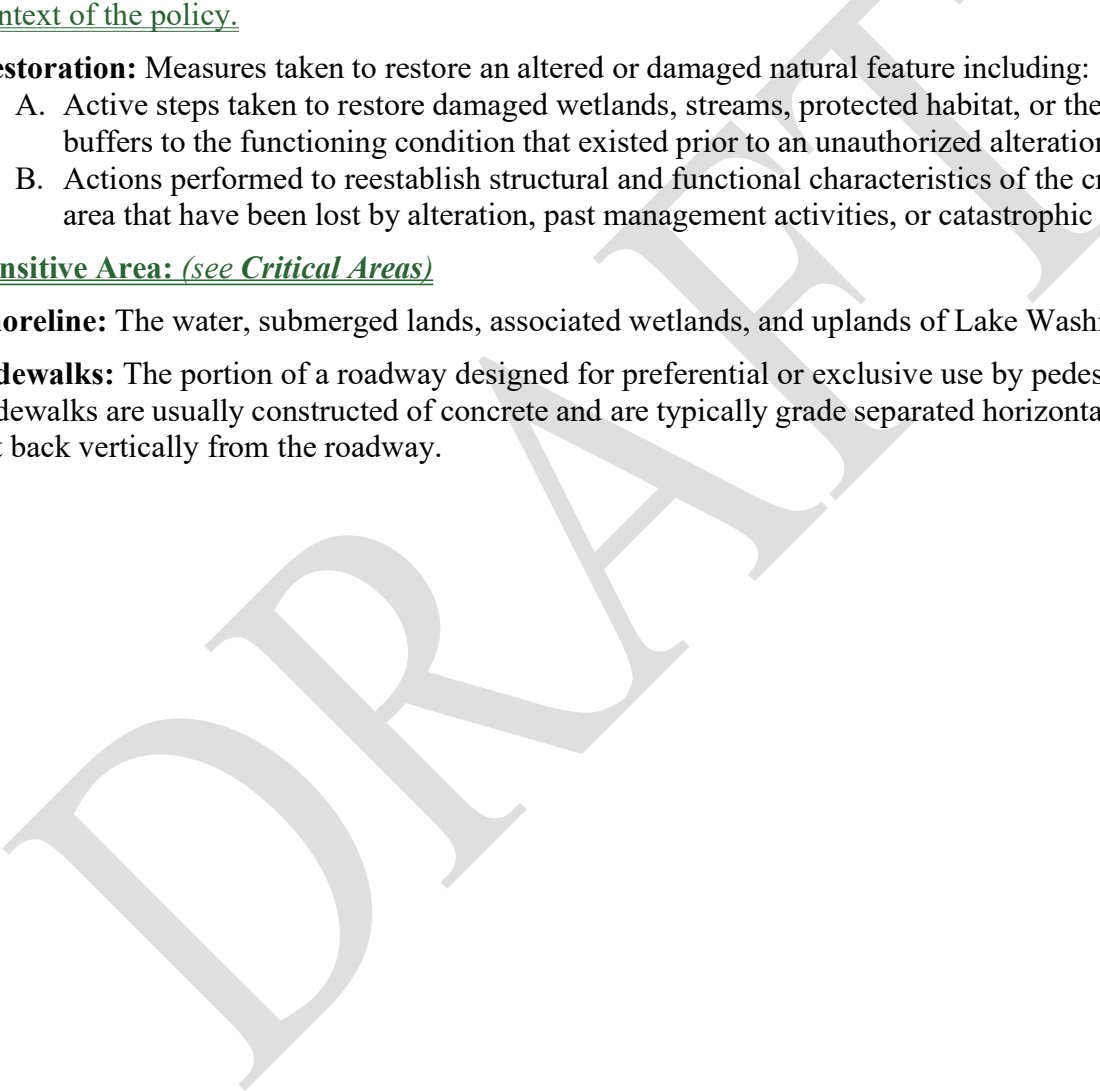 ntext of the policy.
estoration: Measures taken to restore an altered or damaged natural feature including:
A. Active steps taken to restore damaged wetlands, streams, protected habitat, or the
buffers to the functioning condition that existed prior to an unauthorized alteration
B. Actions performed to reestablish structural and functional characteristics of the cr
area that have been lost by alteration, past management activities, or catastrophic
nsitive Area: (see Critical Areas)
oreline: The water, submerged lands, associated wetlands, and uplands of Lake Washi
dewalks: The portion of a roadway designed for preferential or exclusive use by pedes
dewalks are usually constructed of concrete and are typically grade separated horizonta
t back vertically from the roadway.
DRAFT